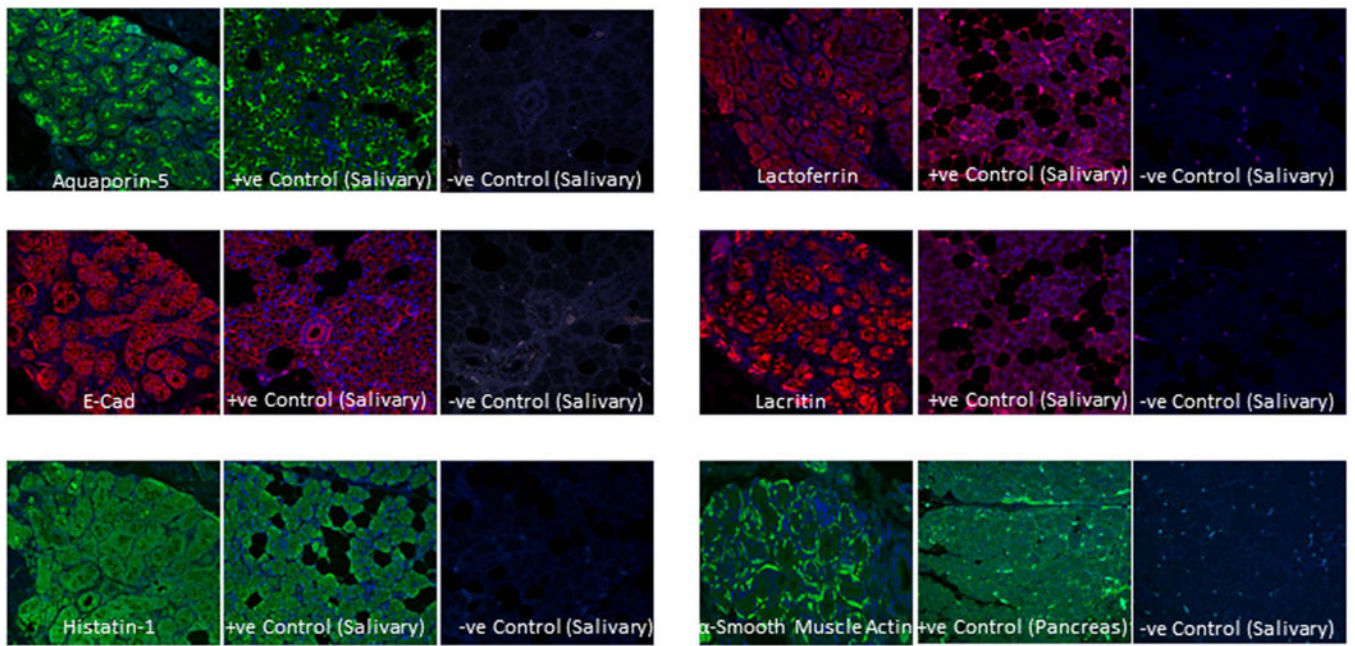 Aquaporin-5
+ve Control (Salivary)
-ve Control (Salivary)
Lactoferrin
+ve Control (Salivary)
-ve Control (Salivary)
E-Cad
+ve Control (Salivary)
-ve Control (Salivary)
Lacritin
+ve Control (Salivary)
-ve Control (Salivary)
Histatin-1
+ve Control (Salivary)
-ve Control (Salivary)
α-Smooth Muscle Actin
+ve Control (Pancreas)
-ve Control (Salivary)